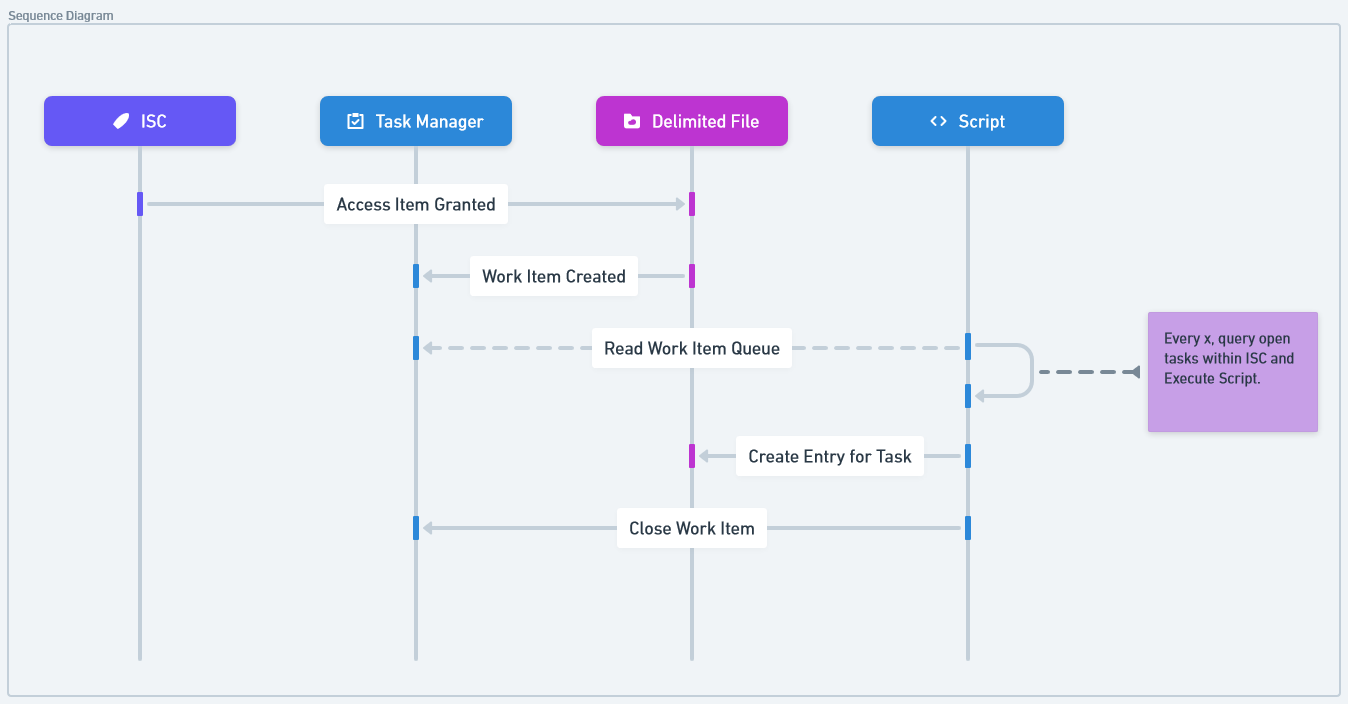 Sequence Diagram
ISC
Task Manager
Delimited File
Script
Access Item Granted
Work Item Created
Read Work Item Queue
Every x, query open
tasks within ISC and
Execute Script.
Create Entry for Task
Close Work Item